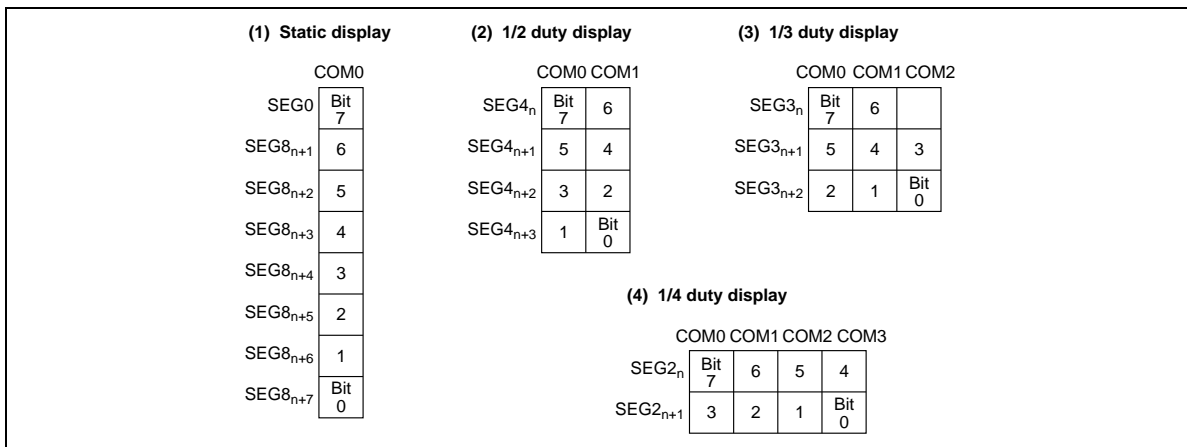 (1) Static display
COM0
SEG0 Bit 7
SEG8n+1 6
SEG8n+2 5
SEG8n+3 4
SEG8n+4 3
SEG8n+5 2
SEG8n+6 1
SEG8n+7 Bit 0
(2) 1/2 duty display
COM0 COM1
SEG4n Bit 7 6
SEG4n+1 5 4
SEG4n+2 3 2
SEG4n+3 1 Bit 0
(3) 1/3 duty display
COM0 COM1 COM2
SEG3n Bit 7 6
SEG3n+1 5 4 3
SEG3n+2 2 1 Bit 0
(4) 1/4 duty display
COM0 COM1 COM2 COM3
SEG2n Bit 7 6 5 4
SEG2n+1 3 2 1 Bit 0